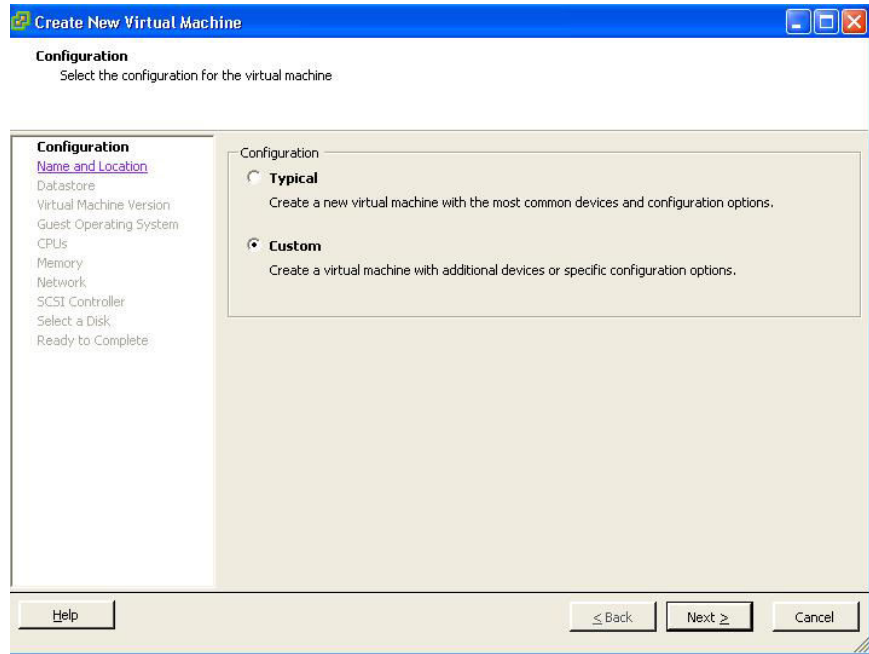 Create New Virtual Machine
Configuration
Select the configuration for the virtual machine
Configuration
Name and Location
Datastore
Virtual Machine Version
Guest Operating System
CPUs
Memory
Network
SCSI Controller
Select a Disk
Ready to Complete
Configuration
Typical
Create a new virtual machine with the most common devices and configuration options.
Custom
Create a virtual machine with additional devices or specific configuration options.
Help
≤ Back
Next ≥
Cancel